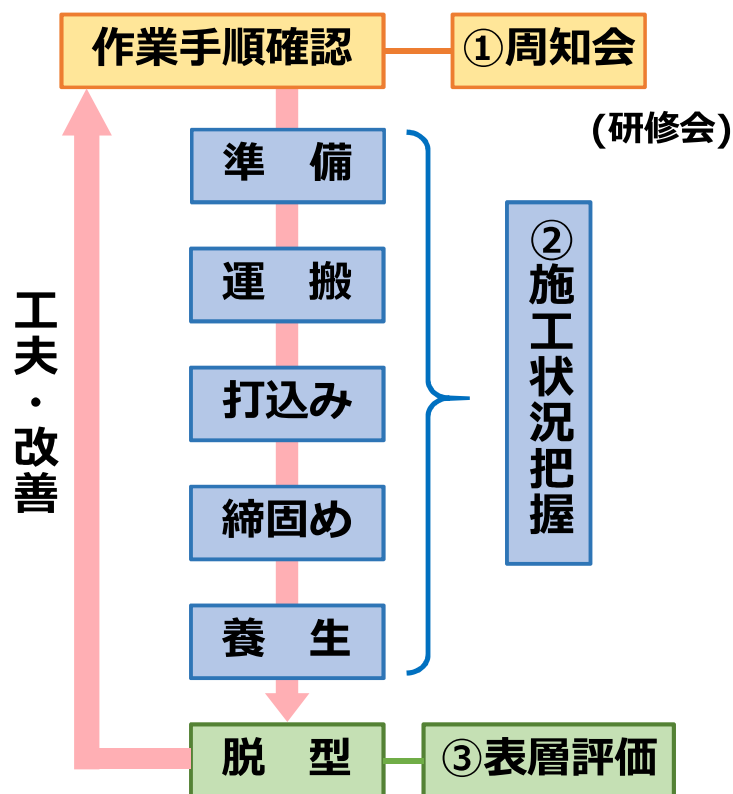 作業手順確認
①周知会
(研修会)
準　備
運　搬
打込み
締固め
養　生
②施工状況把握
工夫・改善
脱　型
③表層評価